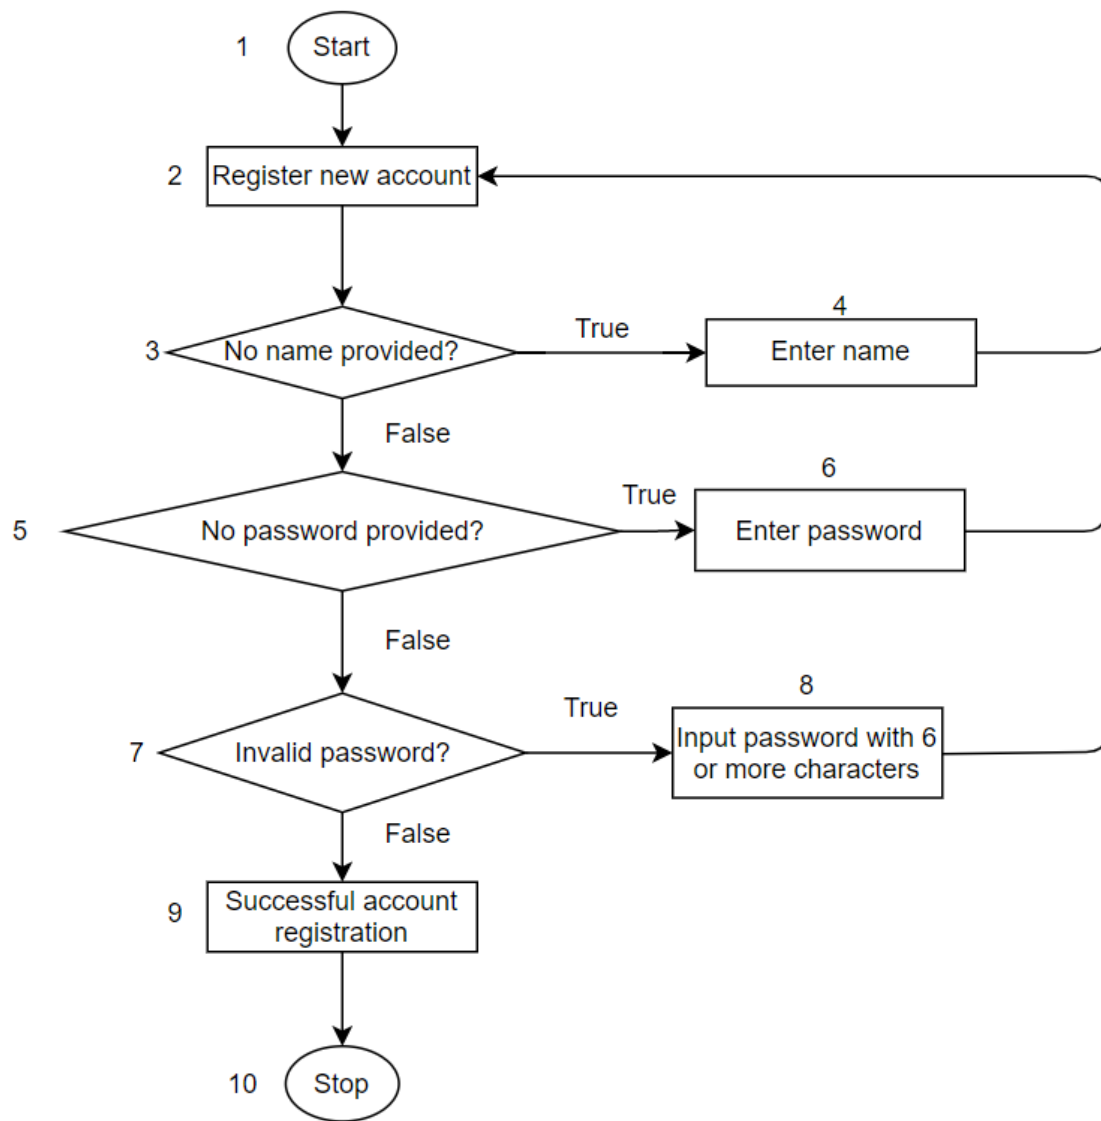 1
Start
2
Register new account
4
True
3
No name provided?
Enter name
False
6
True
5
No password provided?
Enter password
False
8
True
7
Invalid password?
Input password with 6
or more characters
False
9
Successful account
registration
10
Stop